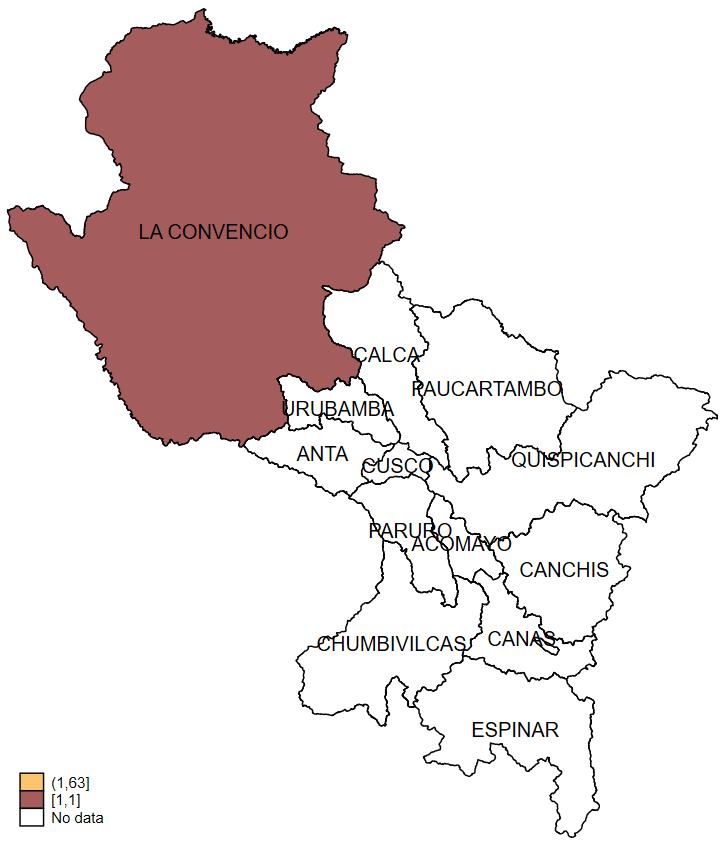 LA CONVENCIO
CALCA
PAUCARTAMBO
URUBAMBA
ANTA
CUSCO
QUISPICANCHI
PARURO
ACOMAYO
CANCHIS
CHUMBIVILCAS
CANAS
ESPINAR
(1,63]
[1,1]
No data